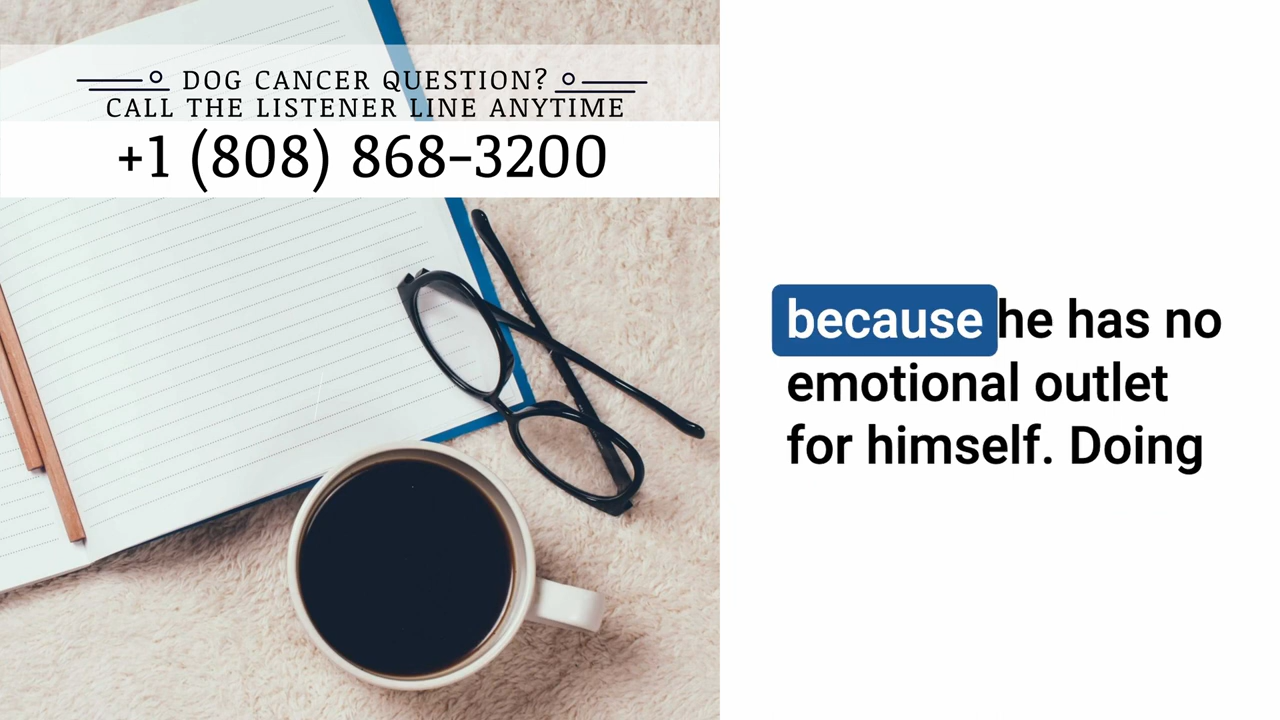 DOG CANCER QUESTION?
CALL THE LISTENER LINE ANYTIME
+1 (808) 868-3200
because he has no
emotional outlet
for himself. Doing